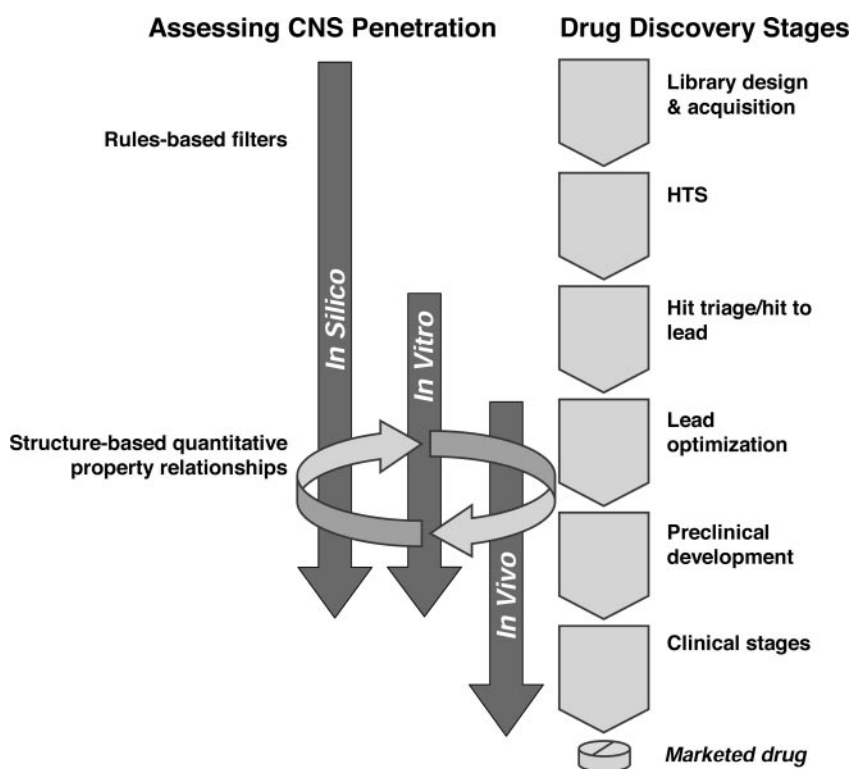 Assessing CNS Penetration
Drug Discovery Stages
Rules-based filters
In Silico
In Vitro
In Vivo
Structure-based quantitative
property relationships
Library design
& acquisition
HTS
Hit triage/hit to
lead
Lead
optimization
Preclinical
development
Clinical stages
Marketed drug